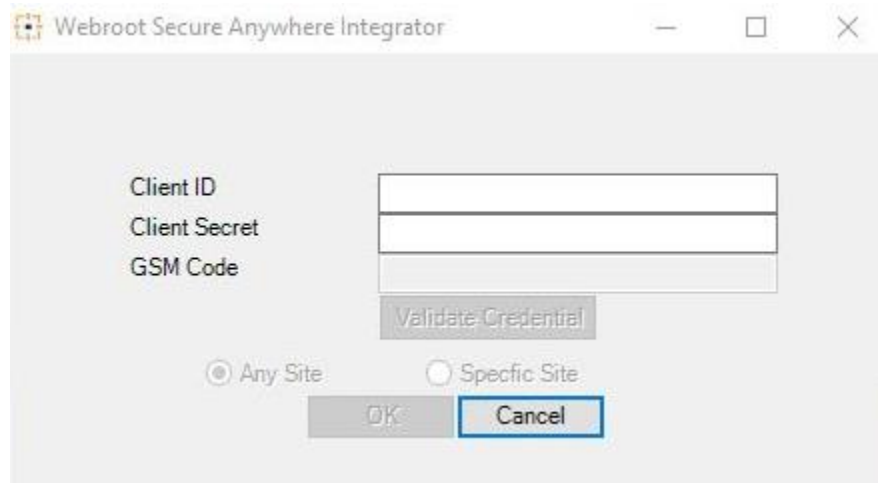 Webroot Secure Anywhere Integrator
Client ID
Client Secret
GSM Code
Validate Credential
Any Site Specfic Site
OK Cancel